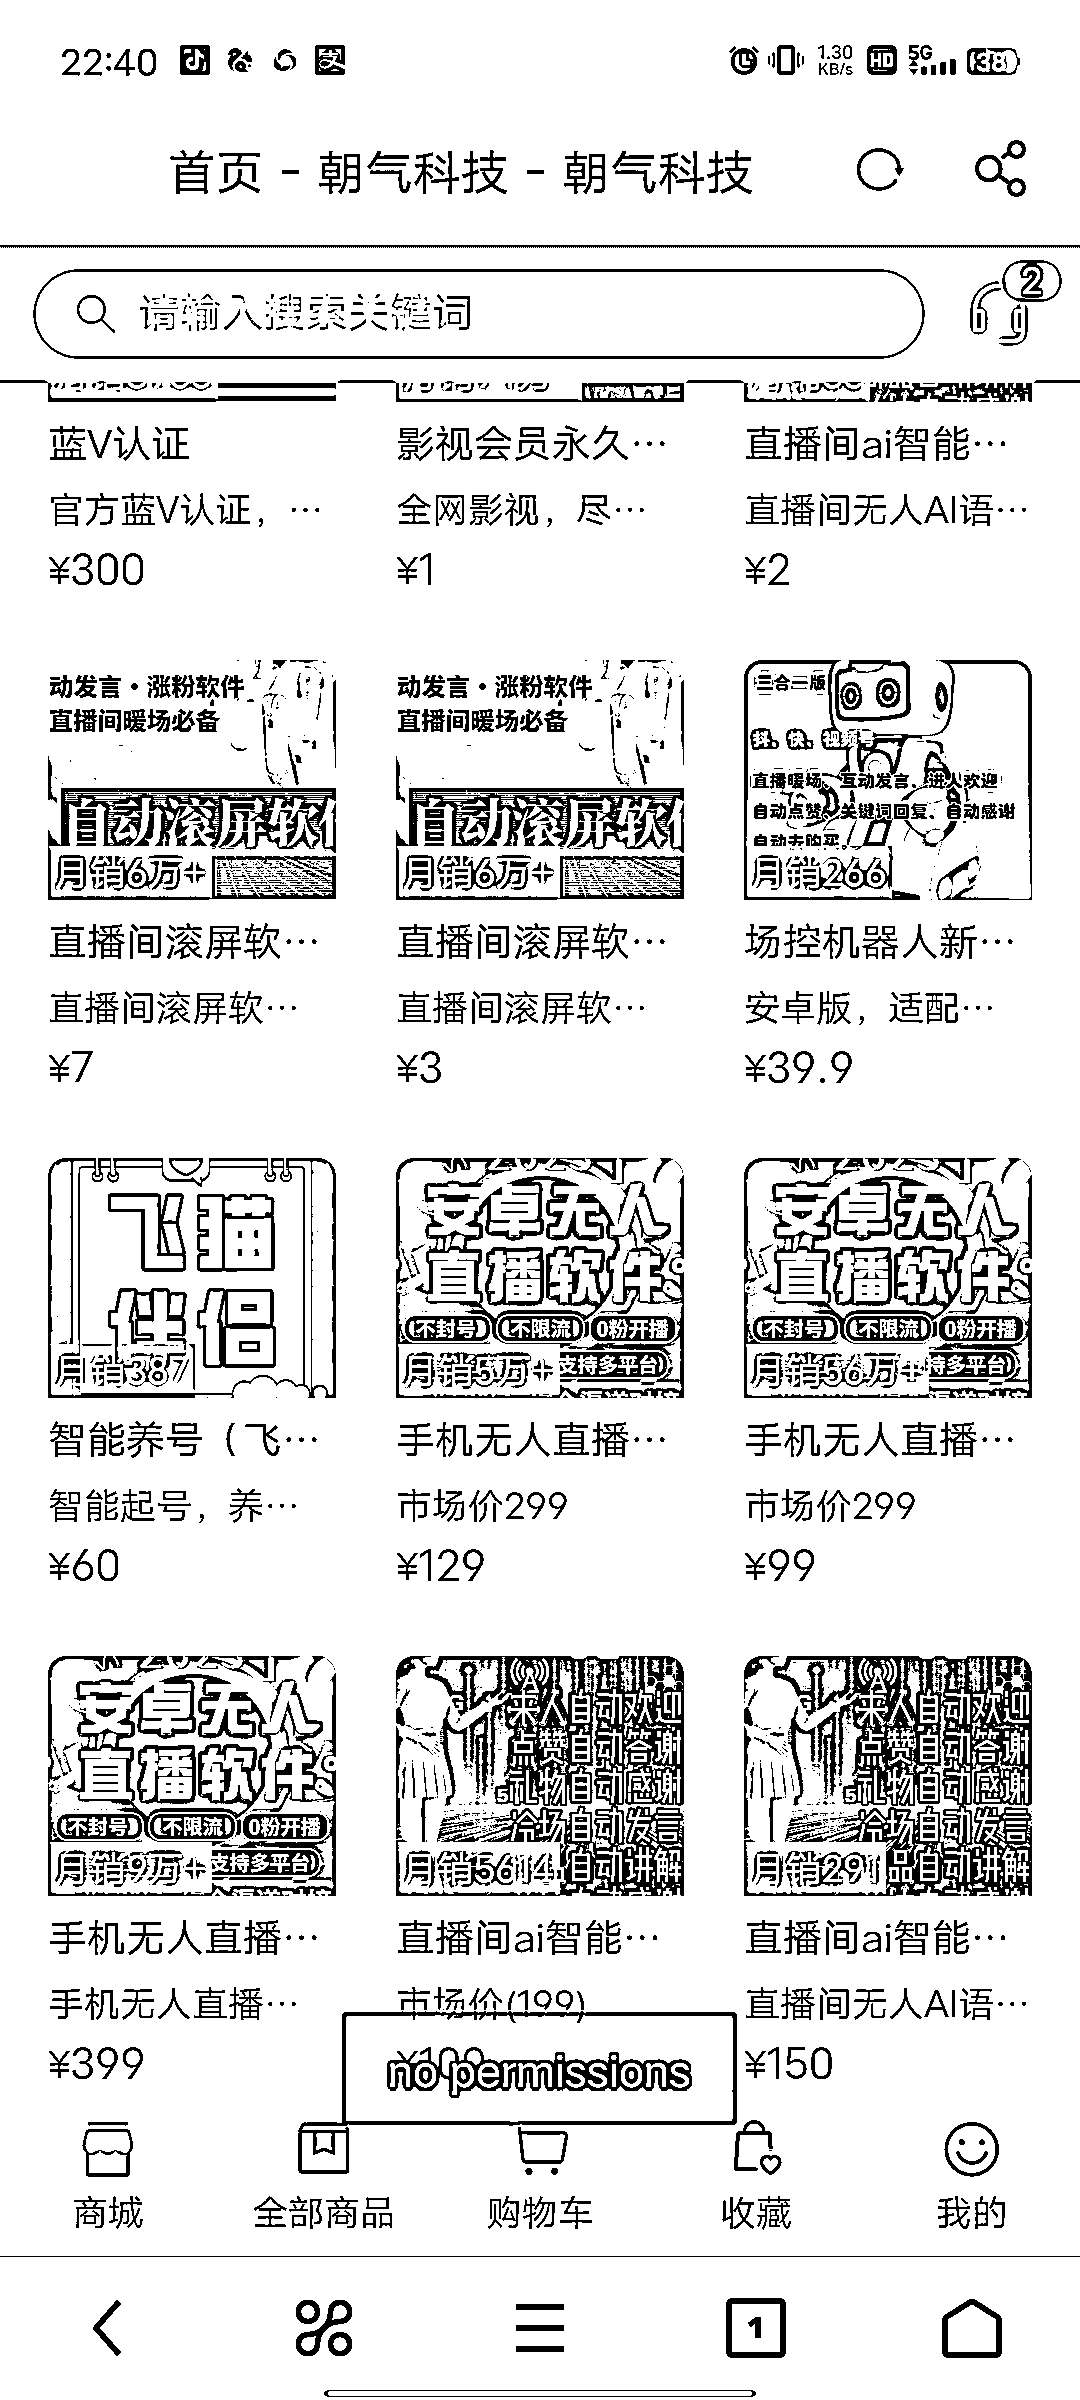 22:40
1.30 KB/s HD 5G 38
首页 - 朝气科技 - 朝气科技
请输入搜索关键词
2
蓝V认证
影视会员永久…
直播间ai智能…
官方蓝V认证，…
全网影视，尽…
直播间无人AI语…
¥300
¥1
¥2
动发言·涨粉软件
直播间暖场必备
自动滚屏软件
月销6万+
动发言·涨粉软件
直播间暖场必备
自动滚屏软件
月销6万+
三合一版
抖、快、视频号
直播暖场、互动发言、进人欢迎
自动点赞、关键词回复、自动感谢
自动去购买
月销266
直播间滚屏软…
直播间滚屏软…
场控机器人新…
直播间滚屏软…
直播间滚屏软…
安卓版，适配…
¥7
¥3
¥39.9
飞猫
伴侣
月销387
安卓无人
直播软件
(不封号) (不限流) 0粉开播
月销5万+
支持多平台
安卓无人
直播软件
(不封号) (不限流) 0粉开播
月销56万+
持多平台
智能养号（飞…
手机无人直播…
手机无人直播…
智能起号，养…
市场价299
市场价299
¥60
¥129
¥99
安卓无人
直播软件
(不封号) (不限流) 0粉开播
月销9万+
支持多平台
来人自动欢迎
点赞自动答谢
礼物自动感谢
冷场自动发言
月销5614
自动讲解
来人自动欢迎
点赞自动答谢
礼物自动感谢
冷场自动发言
月销291
品自动讲解
手机无人直播…
直播间ai智能…
直播间ai智能…
手机无人直播…
市场价(199)
直播间无人AI语…
¥399
¥150
no permissions
商城
全部商品
购物车
收藏
我的
1